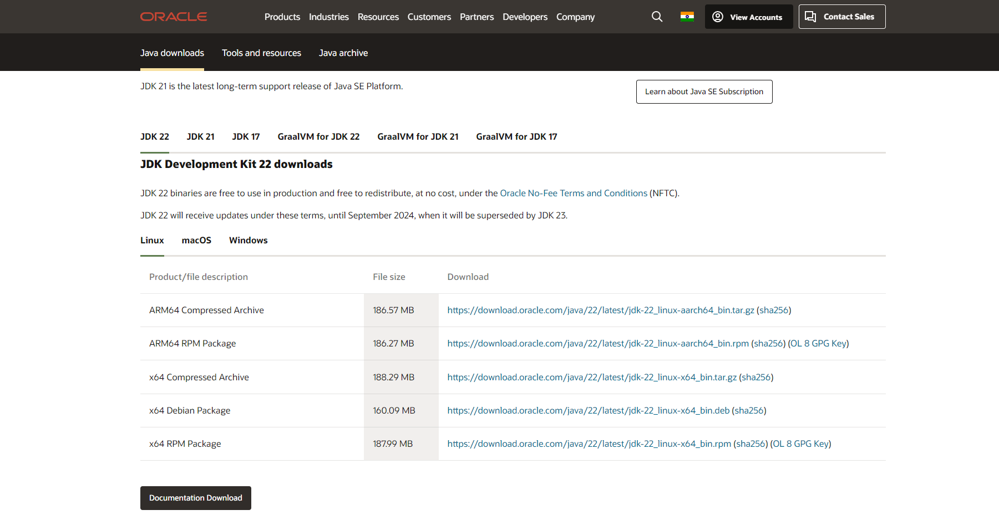 ORACLE Products Industries Resources Customers Partners Developers Company View Accounts Contact Sales
Java downloads Tools and resources Java archive
JDK 21 is the latest long-term support release of Java SE Platform.
Learn about Java SE Subscription
JDK 22 JDK 21 JDK 17 GraalVM for JDK 22 GraalVM for JDK 21 GraalVM for JDK 17
JDK Development Kit 22 downloads
JDK 22 binaries are free to use in production and free to redistribute, at no cost, under the Oracle No-Fee Terms and Conditions (NFTC).
JDK 22 will receive updates under these terms, until September 2024, when it will be superseded by JDK 23.
Linux macOS Windows
Product/file description File size Download
ARM64 Compressed Archive 186.57 MB https://download.oracle.com/java/22/latest/jdk-22_linux-aarch64_bin.tar.gz (sha256)
ARM64 RPM Package 186.27 MB https://download.oracle.com/java/22/latest/jdk-22_linux-aarch64_bin.rpm (sha256) (OL 8 GPG Key)
x64 Compressed Archive 188.29 MB https://download.oracle.com/java/22/latest/jdk-22_linux-x64_bin.tar.gz (sha256)
x64 Debian Package 160.09 MB https://download.oracle.com/java/22/latest/jdk-22_linux-x64_bin.deb (sha256)
x64 RPM Package 187.99 MB https://download.oracle.com/java/22/latest/jdk-22_linux-x64_bin.rpm (sha256) (OL 8 GPG Key)
Documentation Download